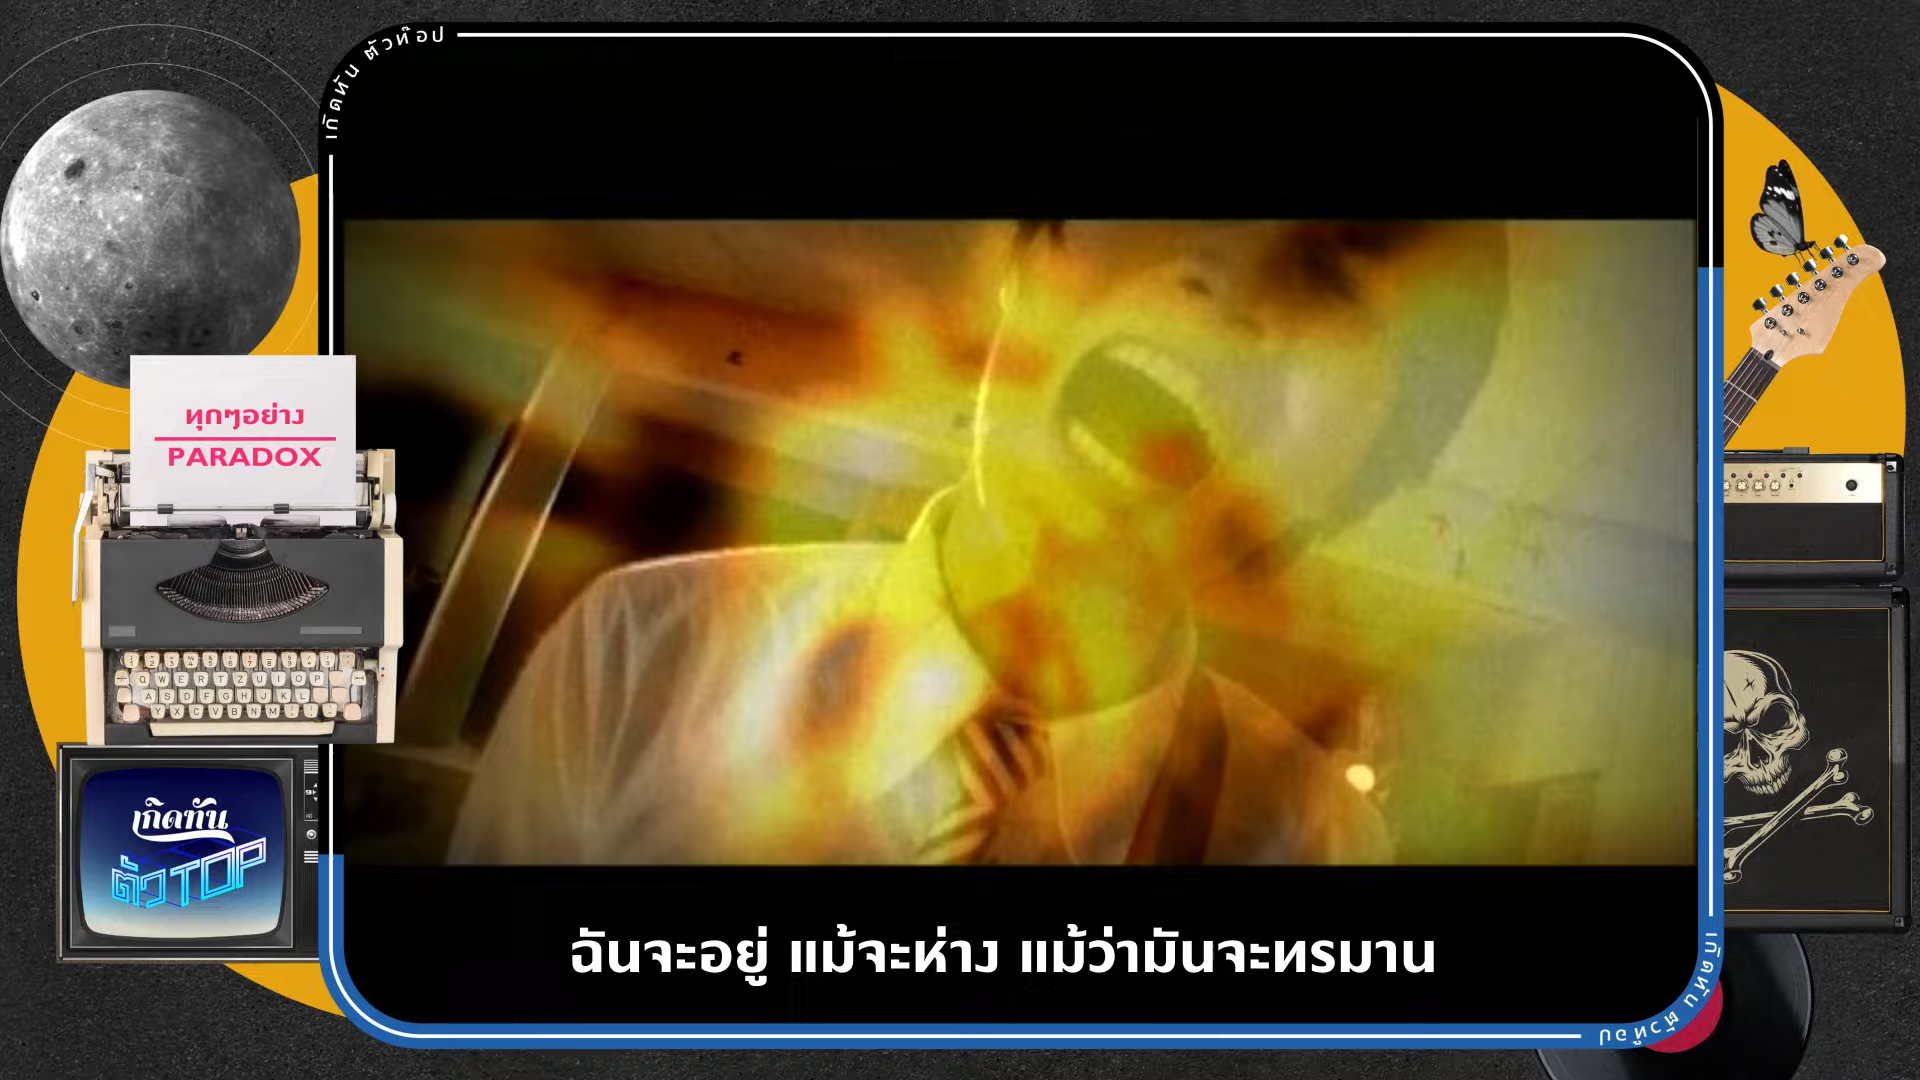 เกิดทัน ตัวท็อป
ทุกๆอย่าง
PARADOX
Q W E R T Z U I O P
A S D F G H J K L
Y X C V B N M
เกิดทัน
ตัวTOP
ฉันจะอยู่ แม้จะห่าง แม้ว่ามันจะทรมาน
เกิดทัน ตัวท็อป